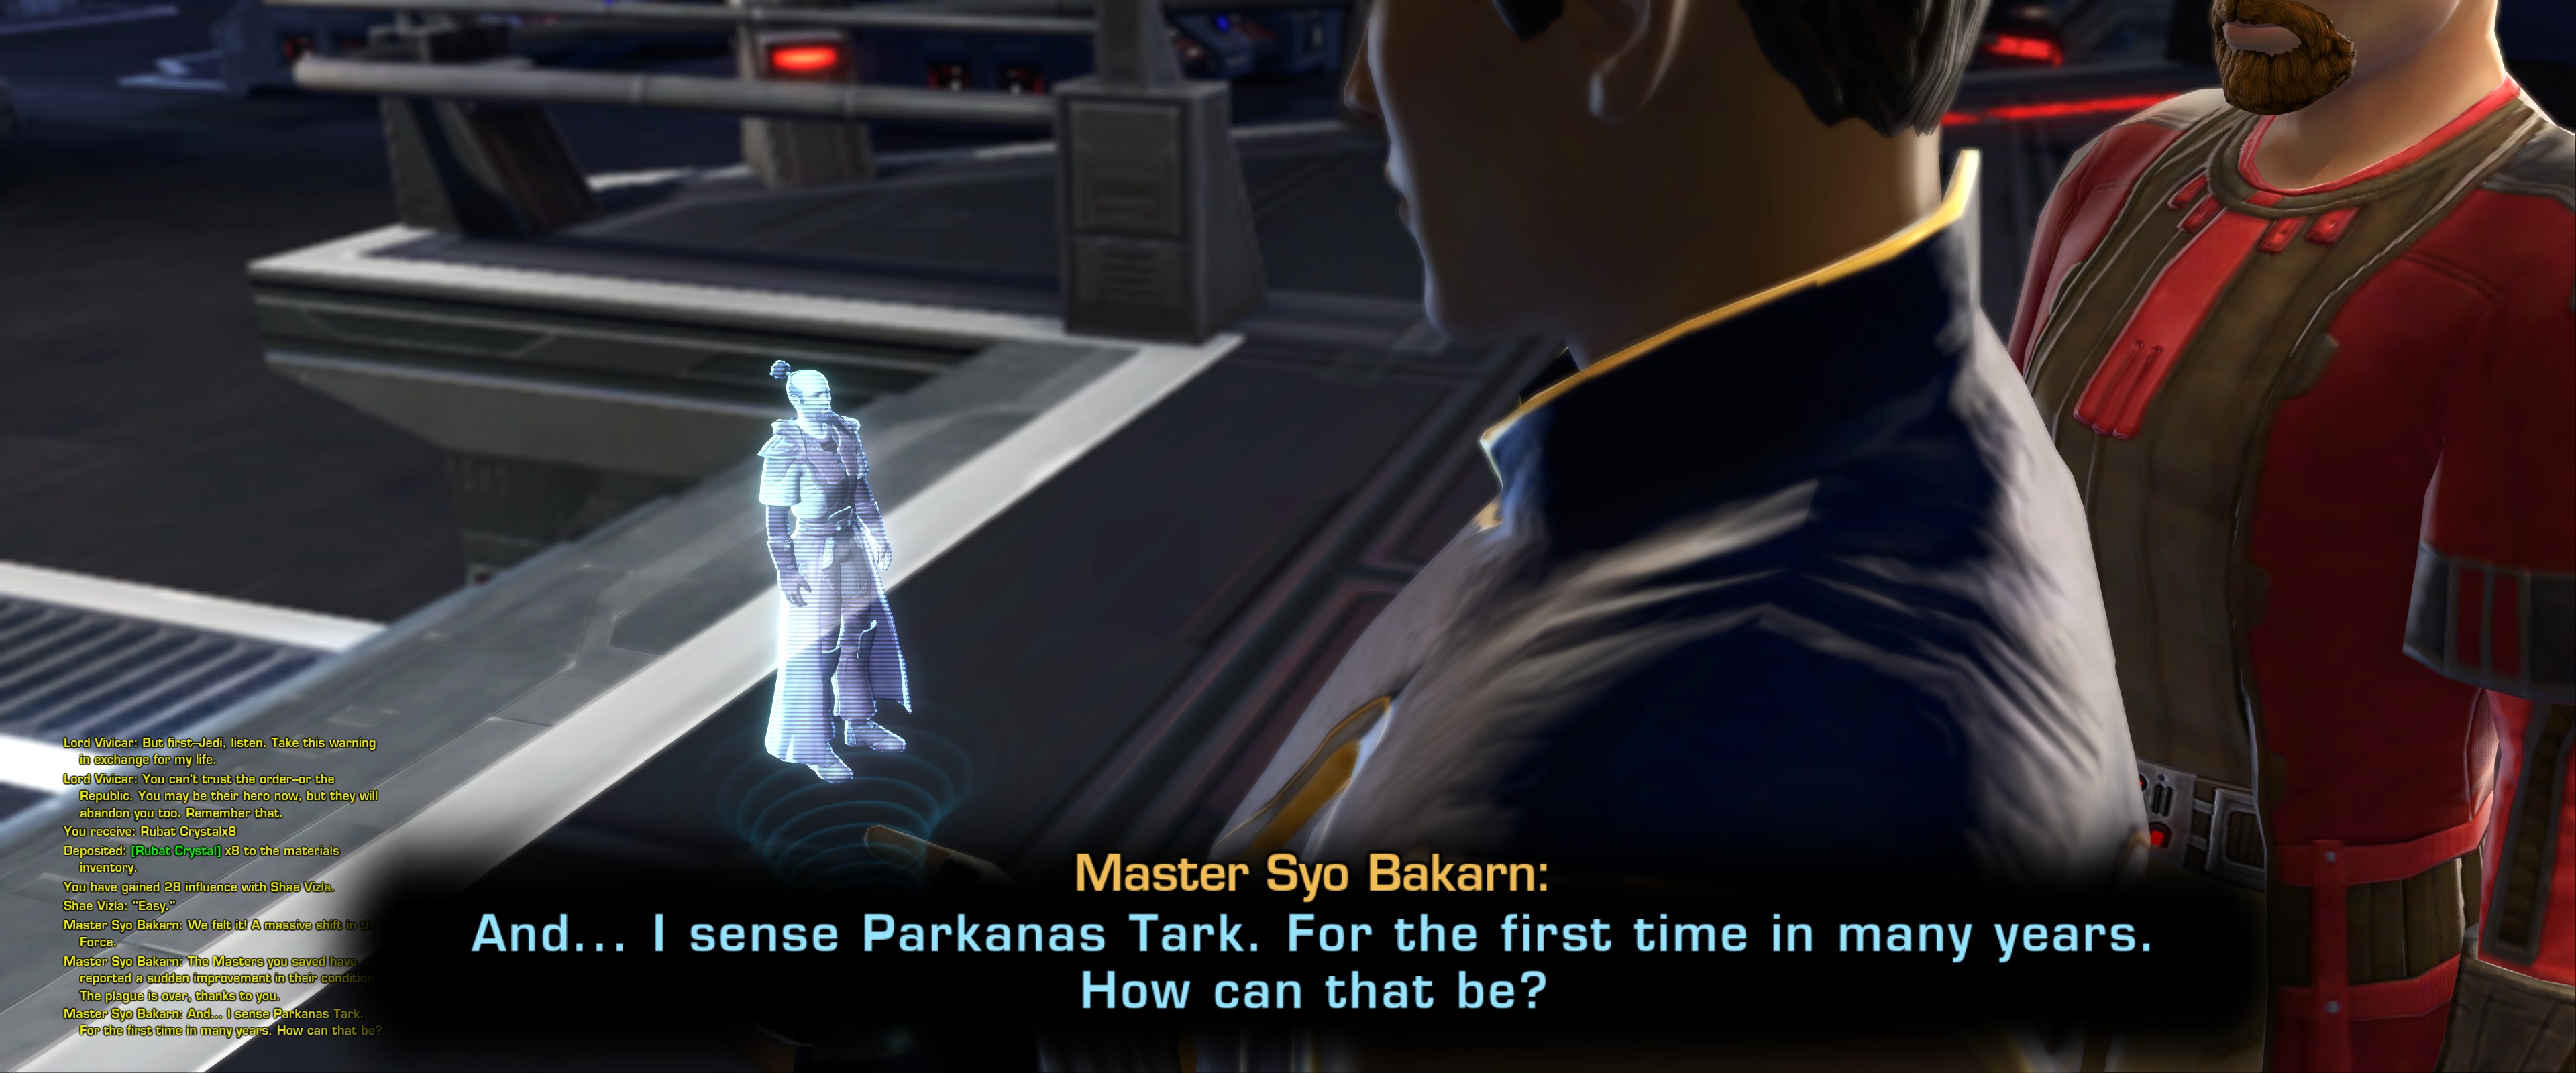 Lord Vivicar: But first–Jedi, listen. Take this warning
in exchange for my life.
Lord Vivicar: You can't trust the order–or the
Republic. You may be their hero now, but they will
abandon you too. Remember that.
You receive: Rubat Crystalx8
Deposited: [Rubat Crystal] x8 to the materials
inventory.
You have gained 28 influence with Shae Vizla.
Shae Vizla: "Easy."
Master Syo Bakarn: We felt it! A massive shift in the
Force.
Master Syo Bakarn: The Masters you saved have
reported a sudden improvement in their condition.
The plague is over, thanks to you.
Master Syo Bakarn: And... I sense Parkanas Tark.
For the first time in many years. How can that be?
Master Syo Bakarn:
And... I sense Parkanas Tark. For the first time in many years.
How can that be?